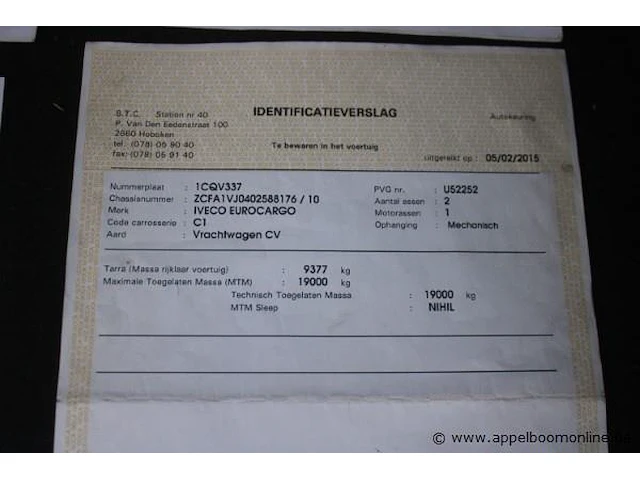 S.T.C. Station nr 40
P. Van Den Eedenstraat 100
2660 Hoboken
tel. (078) 05 90 40
fax: (078) 05 91 40
IDENTIFICATIEVERSLAG
Te bewaren in het voertuig
Autokeuring
uitgereikt op : 05/02/2015
Nummerplaat : 1CQV337
Chassisnummer : ZCFA1VJ0402588176 / 10
Merk : IVECO EUROCARGO
Code carrosserie : C1
Aard : Vrachtwagen CV
PVG nr. : U52252
Aantal assen : 2
Motorassen : 1
Ophanging : Mechanisch
Tarra (Massa rijklaar voertuig) : 9377 kg
Maximale Toegelaten Massa (MTM) : 19000 kg
Technisch Toegelaten Massa : 19000 kg
MTM Sleep : NIHIL
© www.appelboomonline.be